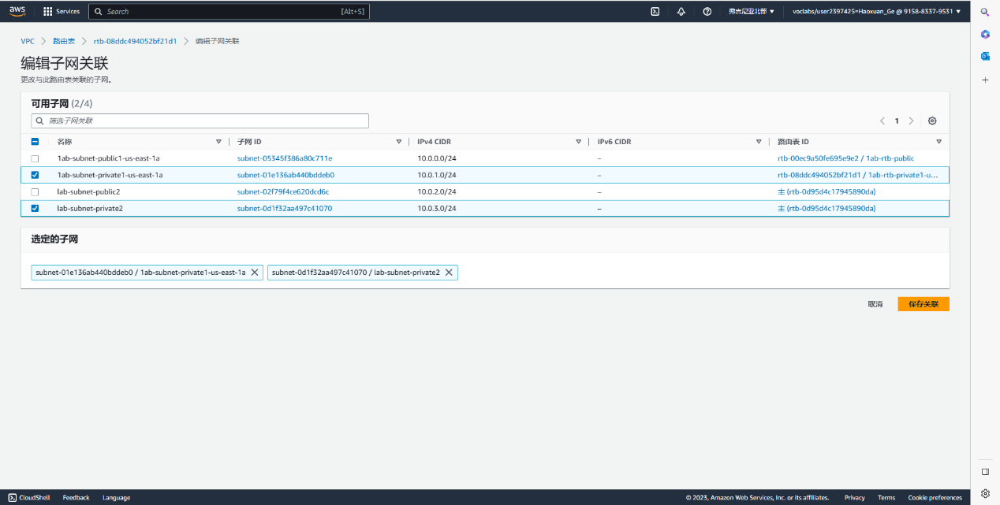 aws Services Search [Alt+S] 弗吉尼亚北部 ▼ voclabs/user2397425=Haoxuan_Ge @ 9158-8337-9531 ▼
VPC > 路由表 > rtb-08ddc494052bf21d1 > 编辑子网关联
编辑子网关联
更改与此路由表关联的子网。
可用子网 (2/4)
筛选子网关联
1
名称 子网 ID IPv4 CIDR IPv6 CIDR 路由表 ID
1ab-subnet-public1-us-east-1a subnet-05345f386a80c711e 10.0.0.0/24 – rtb-00ec9a50fe695e9e2 / 1ab-rtb-public
1ab-subnet-private1-us-east-1a subnet-01e136ab440bddeb0 10.0.1.0/24 – rtb-08ddc494052bf21d1 / 1ab-rtb-private1-u...
lab-subnet-public2 subnet-02f79f4ce620dcd6c 10.0.2.0/24 – 主 (rtb-0d95d4c17945890da)
lab-subnet-private2 subnet-0d1f32aa497c41070 10.0.3.0/24 – 主 (rtb-0d95d4c17945890da)
选定的子网
subnet-01e136ab440bddeb0 / 1ab-subnet-private1-us-east-1a subnet-0d1f32aa497c41070 / lab-subnet-private2
取消 保存关联
CloudShell Feedback Language © 2023, Amazon Web Services, Inc. or its affiliates. Privacy Terms Cookie preferences